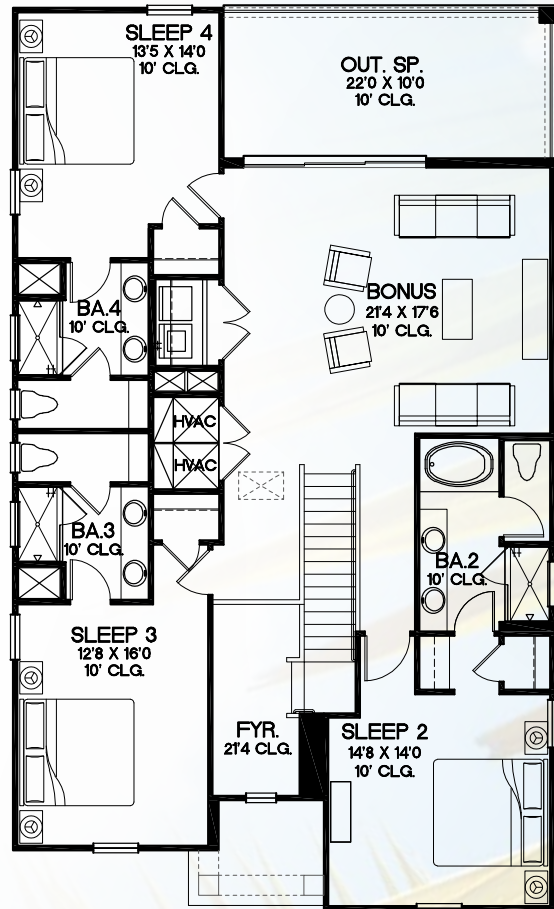 SLEEP 4
13'5 X 14'0
10' CLG.
OUT. SP.
22'0 X 10'0
10' CLG.
BONUS
21'4 X 17'6
10' CLG.
BA.4
10' CLG.
HVAC
HVAC
BA.3
10' CLG.
BA.2
10' CLG.
SLEEP 3
12'8 X 16'0
10' CLG.
FYR.
21'4 CLG.
SLEEP 2
14'8 X 14'0
10' CLG.